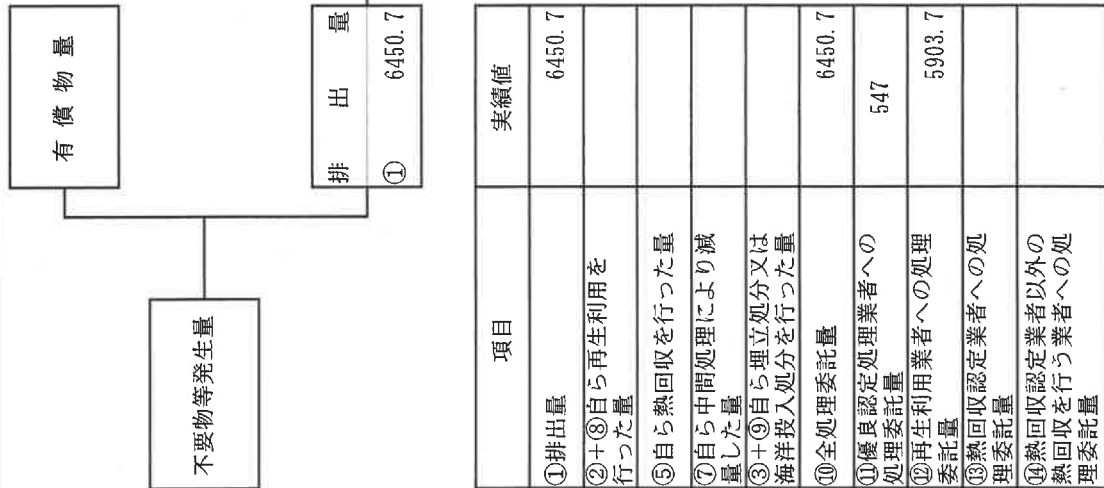 有償物量
不要物等発生量
排出量
① 6450.7
項目 実績値
①排出量 6450.7
②+⑧自ら再生利用を
行った量
⑤自ら熱回収を行った量
⑦自ら中間処理により減
量した量
③+⑨自ら埋立処分又は
海洋投入処分を行った量
⑩全処理委託量 6450.7
⑪優良認定処理業者への
処理委託量 547
⑫再生利用業者への処理
委託量 5903.7
⑬熱回収認定業者への処
理委託量
⑭熱回収認定業者以外の
熱回収を行う業者への処
理委託量